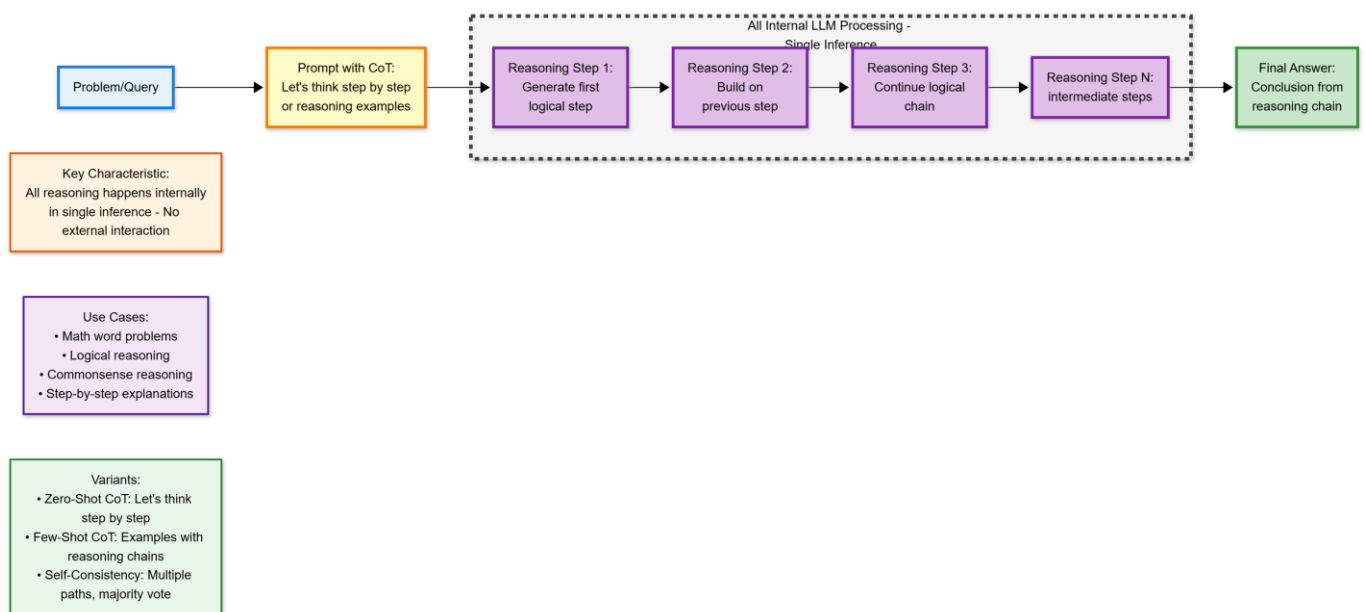 All Internal LLM Processing -
Single Inference
Problem/Query
Prompt with CoT:
Let's think step by step
or reasoning examples
Reasoning Step 1:
Generate first
logical step
Reasoning Step 2:
Build on
previous step
Reasoning Step 3:
Continue logical
chain
Reasoning Step N:
intermediate steps
Final Answer:
Conclusion from
reasoning chain
Key Characteristic:
All reasoning happens internally
in single inference - No
external interaction
Use Cases:
• Math word problems
• Logical reasoning
• Commonsense reasoning
• Step-by-step explanations
Variants:
• Zero-Shot CoT: Let's think
step by step
• Few-Shot CoT: Examples with
reasoning chains
• Self-Consistency: Multiple
paths, majority vote